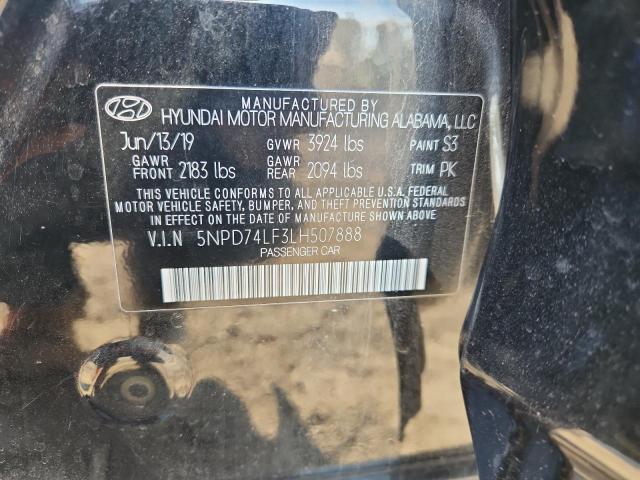 MANUFACTURED BY
HYUNDAI MOTOR MANUFACTURING ALABAMA, LLC
Jun/13/19 GVWR 3924 lbs PAINT S3
GAWR FRONT 2183 lbs GAWR REAR 2094 lbs TRIM PK
THIS VEHICLE CONFORMS TO ALL APPLICABLE U.S.A. FEDERAL
MOTOR VEHICLE SAFETY, BUMPER, AND THEFT PREVENTION STANDARDS
IN EFFECT ON THE DATE OF MANUFACTURE SHOWN ABOVE.
V.I.N 5NPD74LF3LH507888
PASSENGER CAR